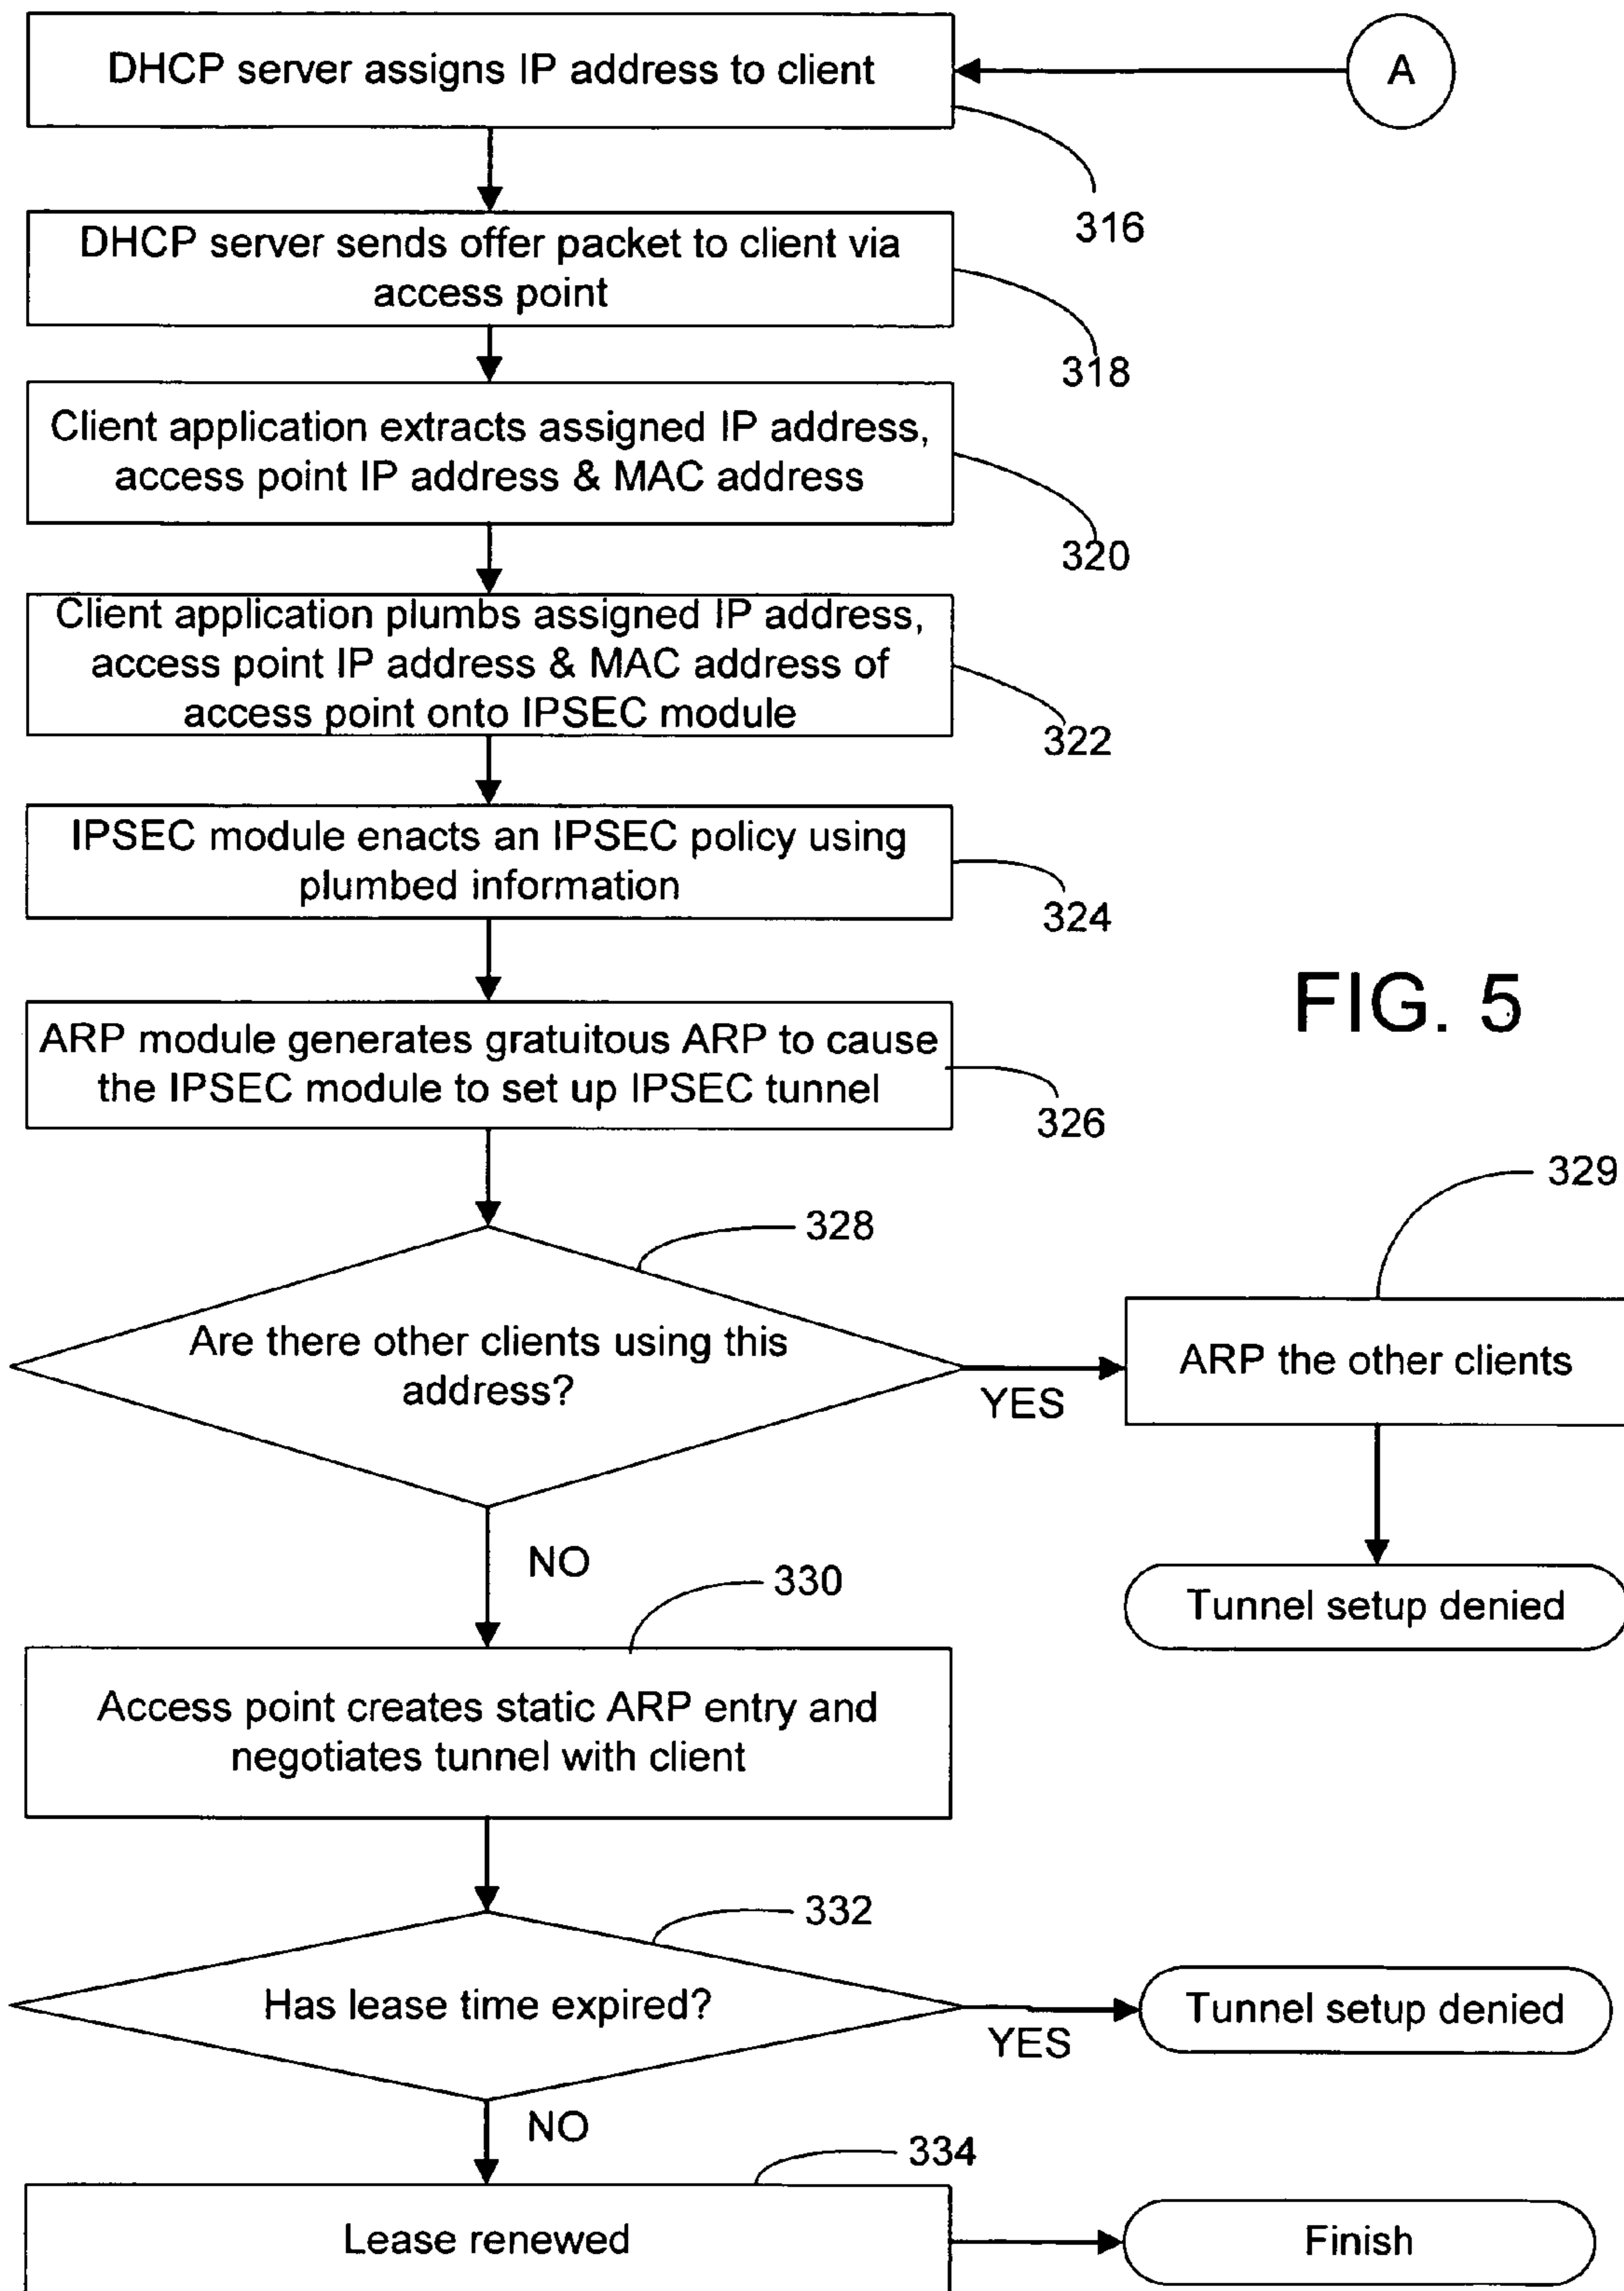 DHCP server assigns IP address to client
A
316
DHCP server sends offer packet to client via
access point
318
Client application extracts assigned IP address,
access point IP address & MAC address
320
Client application plumbs assigned IP address,
access point IP address & MAC address of
access point onto IPSEC module
322
IPSEC module enacts an IPSEC policy using
plumbed information
324
FIG. 5
ARP module generates gratuitous ARP to cause
the IPSEC module to set up IPSEC tunnel
326
329
328
Are there other clients using this
address?
YES
ARP the other clients
NO
Tunnel setup denied
330
Access point creates static ARP entry and
negotiates tunnel with client
332
Has lease time expired?
YES
Tunnel setup denied
NO
334
Lease renewed
Finish